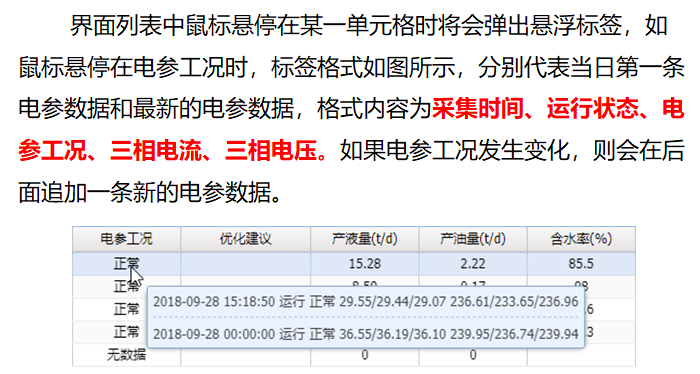 界面列表中鼠标悬停在某一单元格时将会弹出悬浮标签，如
鼠标悬停在电参工况时，标签格式如图所示，分别代表当日第一条
电参数据和最新的电参数据，格式内容为采集时间、运行状态、电
参工况、三相电流、三相电压。如果电参工况发生变化，则会在后
面追加一条新的电参数据。
电参工况 优化建议 产液量(t/d) 产油量(t/d) 含水率(%)
正常 15.28 2.22 85.5
正常
正常
2018-09-28 15:18:50 运行 正常 29.55/29.44/29.07 236.61/233.65/236.96
正常
2018-09-28 00:00:00 运行 正常 36.55/36.19/36.10 239.95/236.74/239.94
无数据 0 0